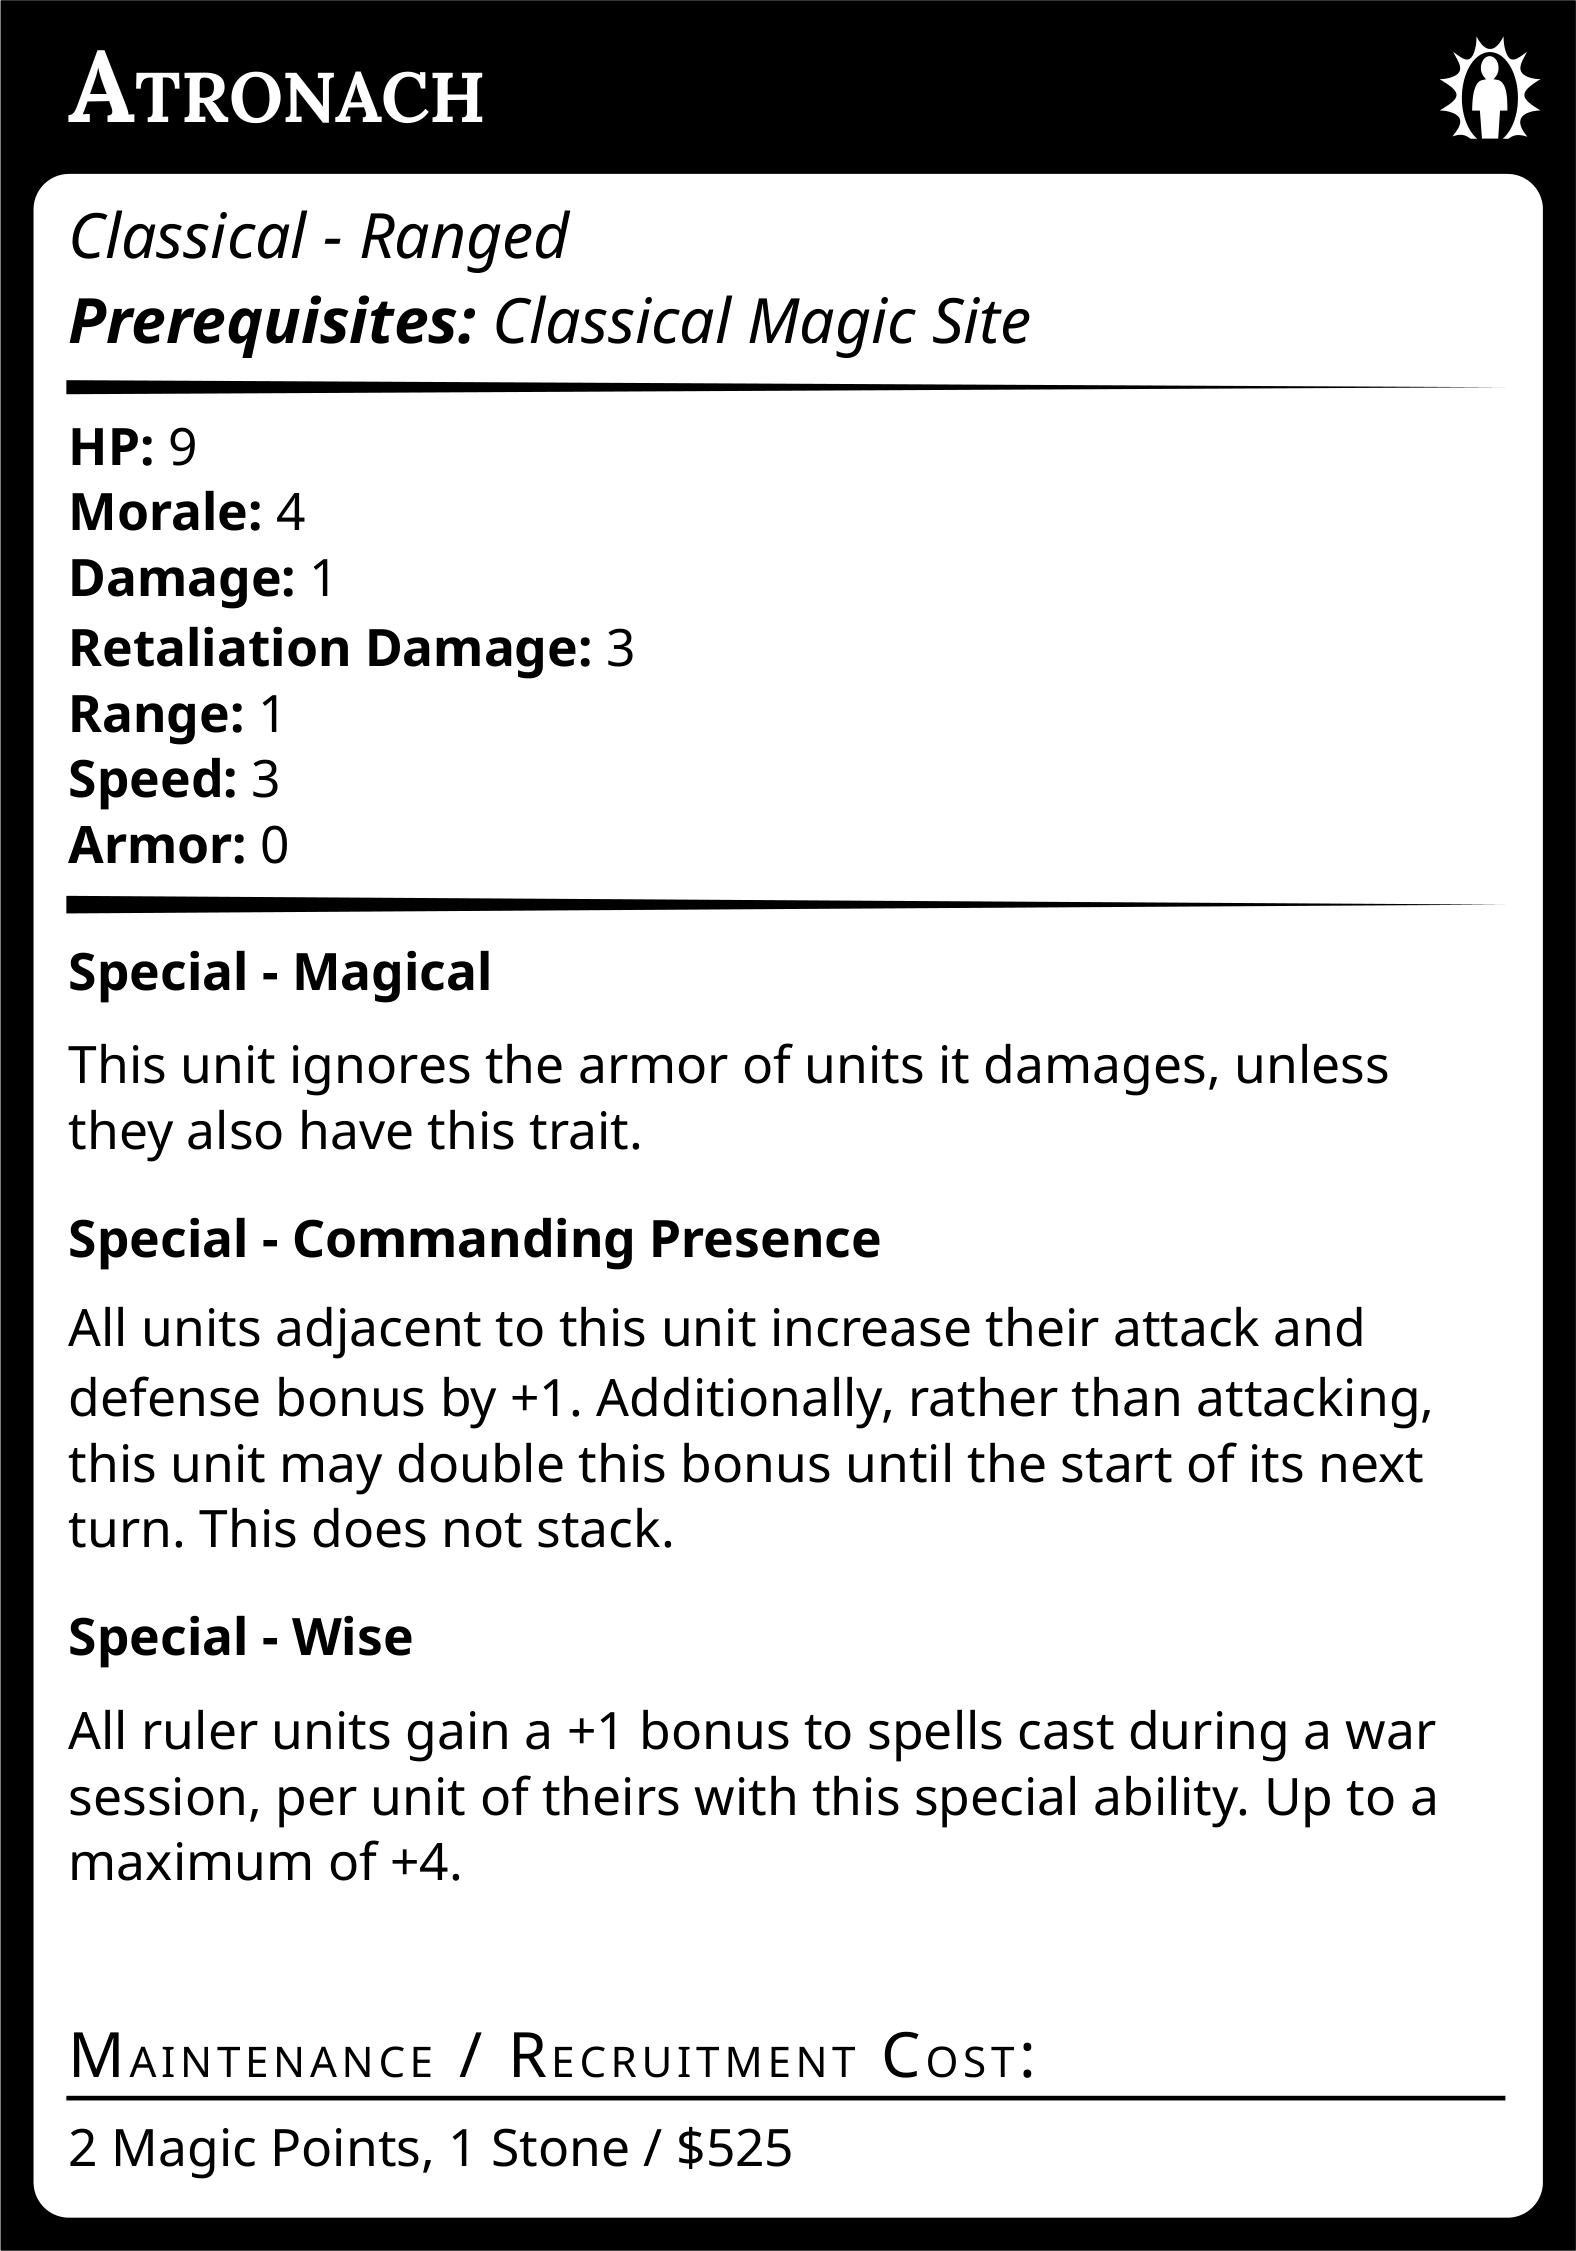 Atronach
Classical - Ranged
Prerequisites: Classical Magic Site
HP: 9
Morale: 4
Damage: 1
Retaliation Damage: 3
Range: 1
Speed: 3
Armor: 0
Special - Magical
This unit ignores the armor of units it damages, unless
they also have this trait.
Special - Commanding Presence
All units adjacent to this unit increase their attack and
defense bonus by +1. Additionally, rather than attacking,
this unit may double this bonus until the start of its next
turn. This does not stack.
Special - Wise
All ruler units gain a +1 bonus to spells cast during a war
session, per unit of theirs with this special ability. Up to a
maximum of +4.
Maintenance / Recruitment Cost:
2 Magic Points, 1 Stone / $525